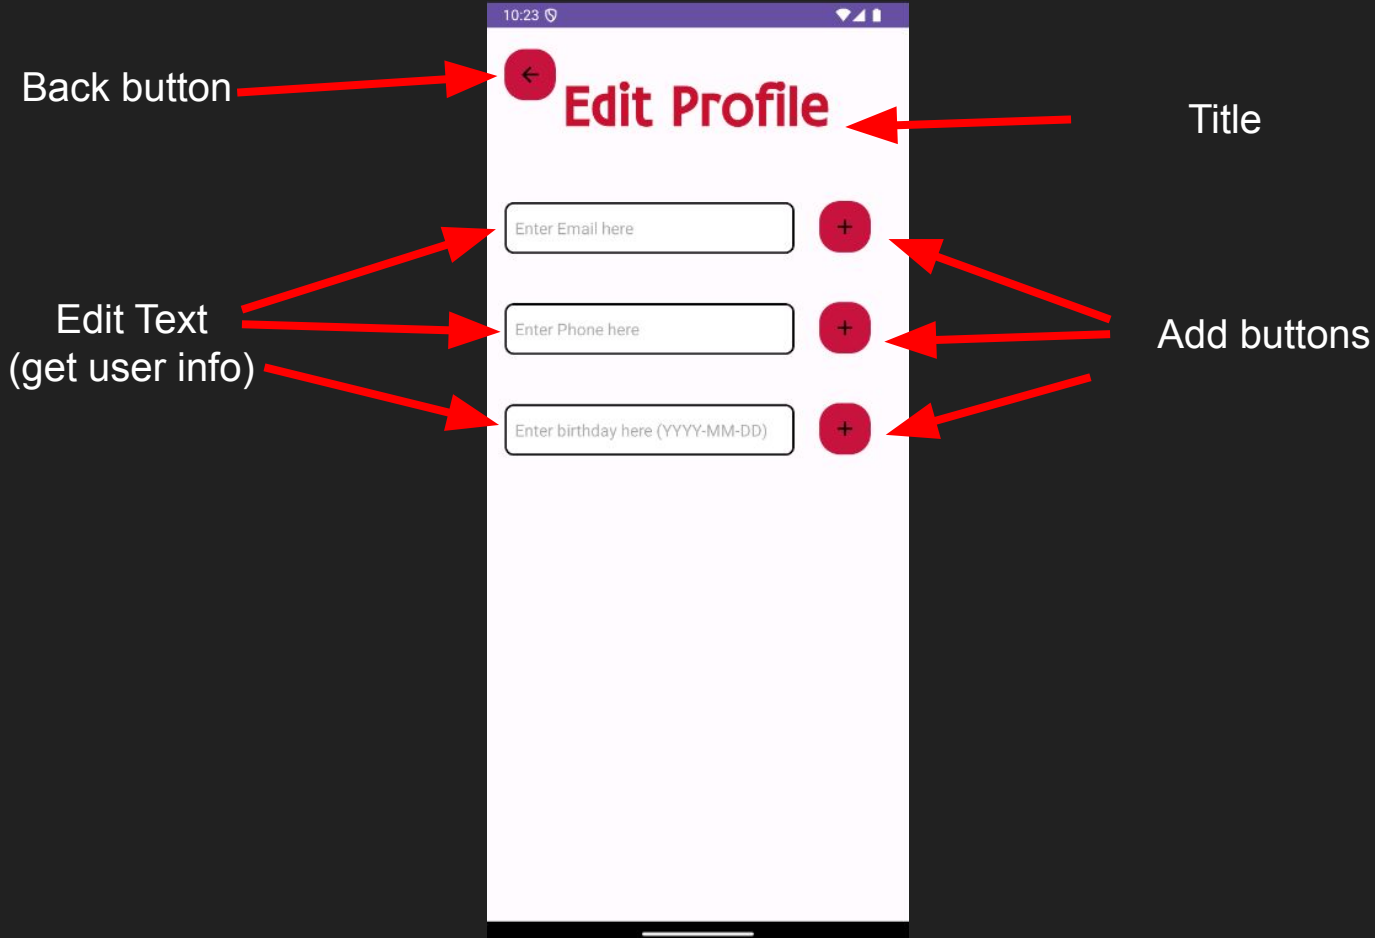 10:23
Back button
Edit Profile
Title
Enter Email here
Edit Text
(get user info)
Enter Phone here
Add buttons
Enter birthday here (YYYY-MM-DD)